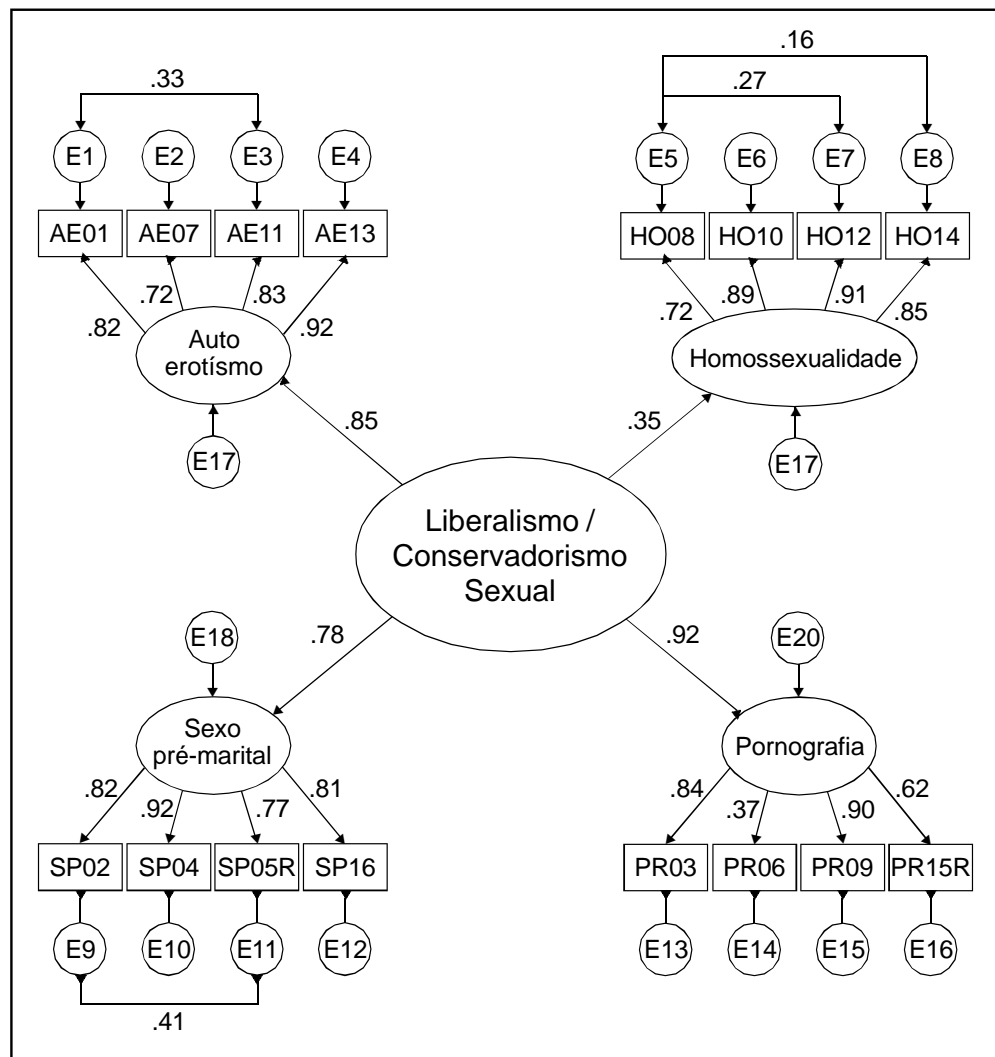 .16
.33
.27
E1 E2 E3 E4
E5 E6 E7 E8
AE01 AE07 AE11 AE13
HO08 HO10 HO12 HO14
.82 .72 .83 .92
.72 .89 .91 .85
Auto
erotísmo
Homossexualidade
.85
.35
E17
E17
Liberalismo /
Conservadorismo
Sexual
.78
.92
E18
E20
Sexo
pré-marital
Pornografia
.82 .92 .77 .81
.84 .37 .90 .62
SP02 SP04 SP05R SP16
PR03 PR06 PR09 PR15R
E9 E10 E11 E12
E13 E14 E15 E16
.41